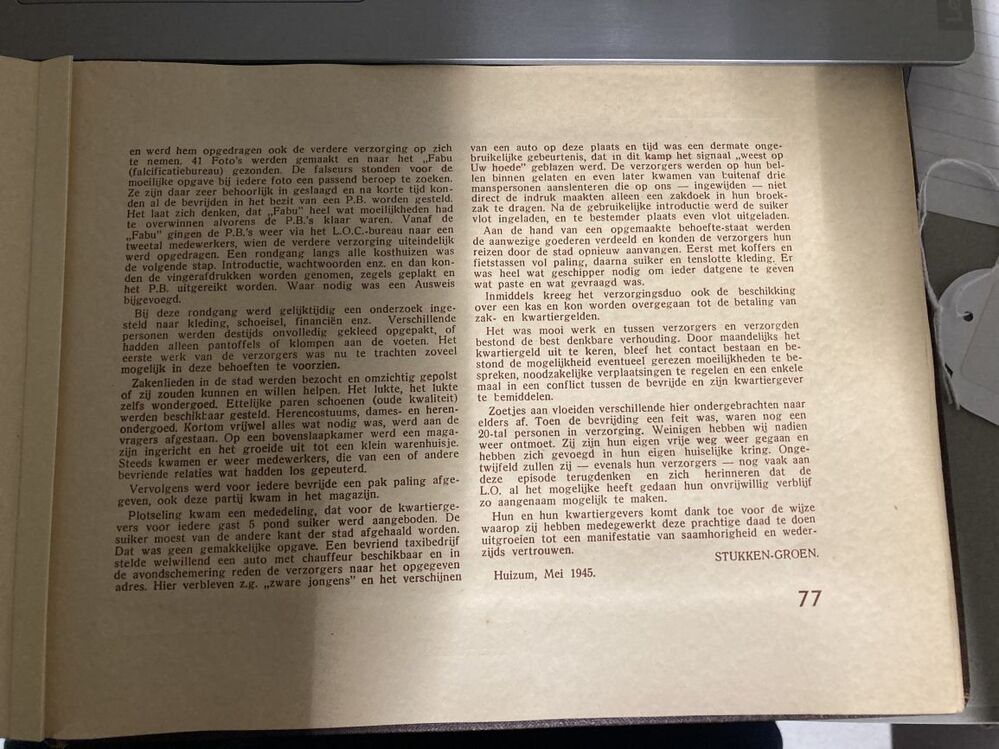 en werd hem opgedragen ook de verdere verzorging op zich
te nemen. 41 Foto's werden gemaakt en naar het „Fabu
(falcificatiebureau) gezonden. De falseurs stonden voor de
moeilijke opgave bij iedere foto een passend beroep te zoeken.
Ze zijn daar zeer behoorlijk in geslaagd en na korte tijd kon-
den al de bevrijden in het bezit van een P.B. worden gesteld.
Het laat zich denken, dat „Fabu” heel wat moeilijkheden had
te overwinnen alvorens de P.B.'s klaar waren. Vanaf de
„Fabu” gingen de P.B.'s weer via het L.O.C.-bureau naar een
tweetal medewerkers, wien de verdere verzorging uiteindelijk
werd opgedragen. Een rondgang langs alle kosthuizen was
de volgende stap. Introductie, wachtwoorden enz. en dan kon-
den de vingerafdrukken worden genomen, zegels geplakt en
het P.B. uitgereikt worden. Waar nodig was een Ausweis
bijgevoegd.
Bij deze rondgang werd gelijktijdig een onderzoek inge-
steld naar kleding, schoeisel, financiën enz. Verschillende
personen werden destijds onvolledig gekleed opgepakt, of
hadden alleen pantoffels of klompen aan de voeten. Het
eerste werk van de verzorgers was nu te trachten zoveel
mogelijk in deze behoeften te voorzien.
Zakenlieden in de stad werden bezocht en omzichtig gepolst
of zij zouden kunnen en willen helpen. Het lukte, het lukte
zelfs wondergoed. Ettelijke paren schoenen (oude kwaliteit)
werden beschikbaar gesteld. Herencostuums, dames- en heren-
ondergoed. Kortom vrijwel alles wat nodig was, werd aan de
vragers afgestaan. Op een bovenslaapkamer werd een maga-
zijn ingericht en het groeide uit tot een klein warenhuisje.
Steeds kwamen er weer medewerkers, die van een of andere
bevriende relaties wat hadden los gepeuterd.
Vervolgens werd voor iedere bevrijde een pak paling afge-
geven, ook deze partij kwam in het magazijn.
Plotseling kwam een mededeling, dat voor de kwartierge-
vers voor iedere gast 5 pond suiker werd aangeboden. De
suiker moest van de andere kant der stad afgehaald worden.
Dat was geen gemakkelijke opgave. Een bevriend taxibedrijf
stelde welwillend een auto met chauffeur beschikbaar en in
de avondschemering reden de verzorgers naar het opgegeven
adres. Hier verbleven z.g. „zware jongens” en het verschijnen
van een auto op deze plaats en tijd was een dermate onge-
bruikelijke gebeurtenis, dat in dit kamp het signaal „weest op
Uw hoede” geblazen werd. De verzorgers werden op hun bel-
len binnen gelaten en even later kwamen van buitenaf drie
manspersonen aanslenteren die op ons — ingewijden — niet
direct de indruk maakten alleen een zakdoek in hun broek-
zak te dragen. Na de gebruikelijke introductie werd de suiker
vlot ingeladen, en te bestemder plaats even vlot uitgeladen.
Aan de hand van een opgemaakte behoefte-staat werden
de aanwezige goederen verdeeld en konden de verzorgers hun
reizen door de stad opnieuw aanvangen. Eerst met koffers en
fietstassen vol paling, daarna suiker en tenslotte kleding. Er
was heel wat geschipper nodig om ieder datgene te geven
wat paste en wat gevraagd was.
Inmiddels kreeg het verzorgingsduo ook de beschikking
over een kas en kon worden overgegaan tot de betaling van
zak- en kwartiergelden.
Het was mooi werk en tussen verzorgers en verzorgden
bestond de best denkbare verhouding. Door maandelijks het
kwartiergeld uit te keren, bleef het contact bestaan en be-
stond de mogelijkheid eventueel gerezen moeilijkheden te be-
spreken, noodzakelijke verplaatsingen te regelen en een enkele
maal in een conflict tussen de bevrijde en zijn kwartiergever
te bemiddelen.
Zoetjes aan vloeiden verschillende hier ondergebrachten naar
elders af. Toen de bevrijding een feit was, waren nog een
20-tal personen in verzorging. Weinigen hebben wij nadien
weer ontmoet. Zij zijn hun eigen vrije weg weer gegaan en
hebben zich gevoegd in hun eigen huiselijke kring. Onge-
twijfeld zullen zij — evenals hun verzorgers — nog vaak aan
deze episode terugdenken en zich herinneren dat de
L.O. al het mogelijke heeft gedaan hun onvrijwillig verblijf
zo aangenaam mogelijk te maken.
Hun en hun kwartiergevers komt dank toe voor de wijze
waarop zij hebben medegewerkt deze prachtige daad te doen
uitgroeien tot een manifestatie van saamhorigheid en weder-
zijds vertrouwen.
STUKKEN-GROEN.
Huizum, Mei 1945.
77